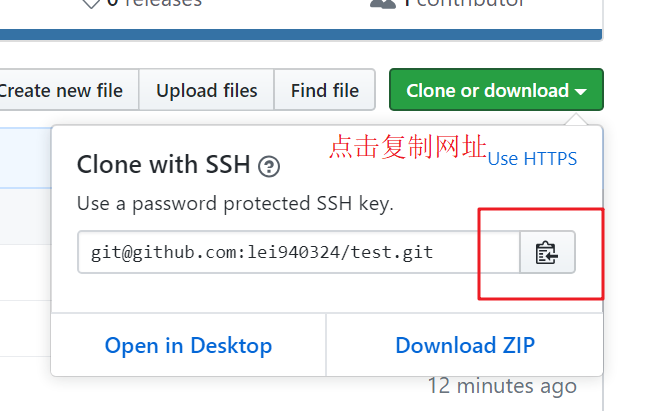 0 releases
1 contributor
Create new file
Upload files
Find file
Clone or download
点击复制网址
Clone with SSH
Use HTTPS
Use a password protected SSH key.
git@github.com:lei940324/test.git
Open in Desktop
Download ZIP
12 minutes ago